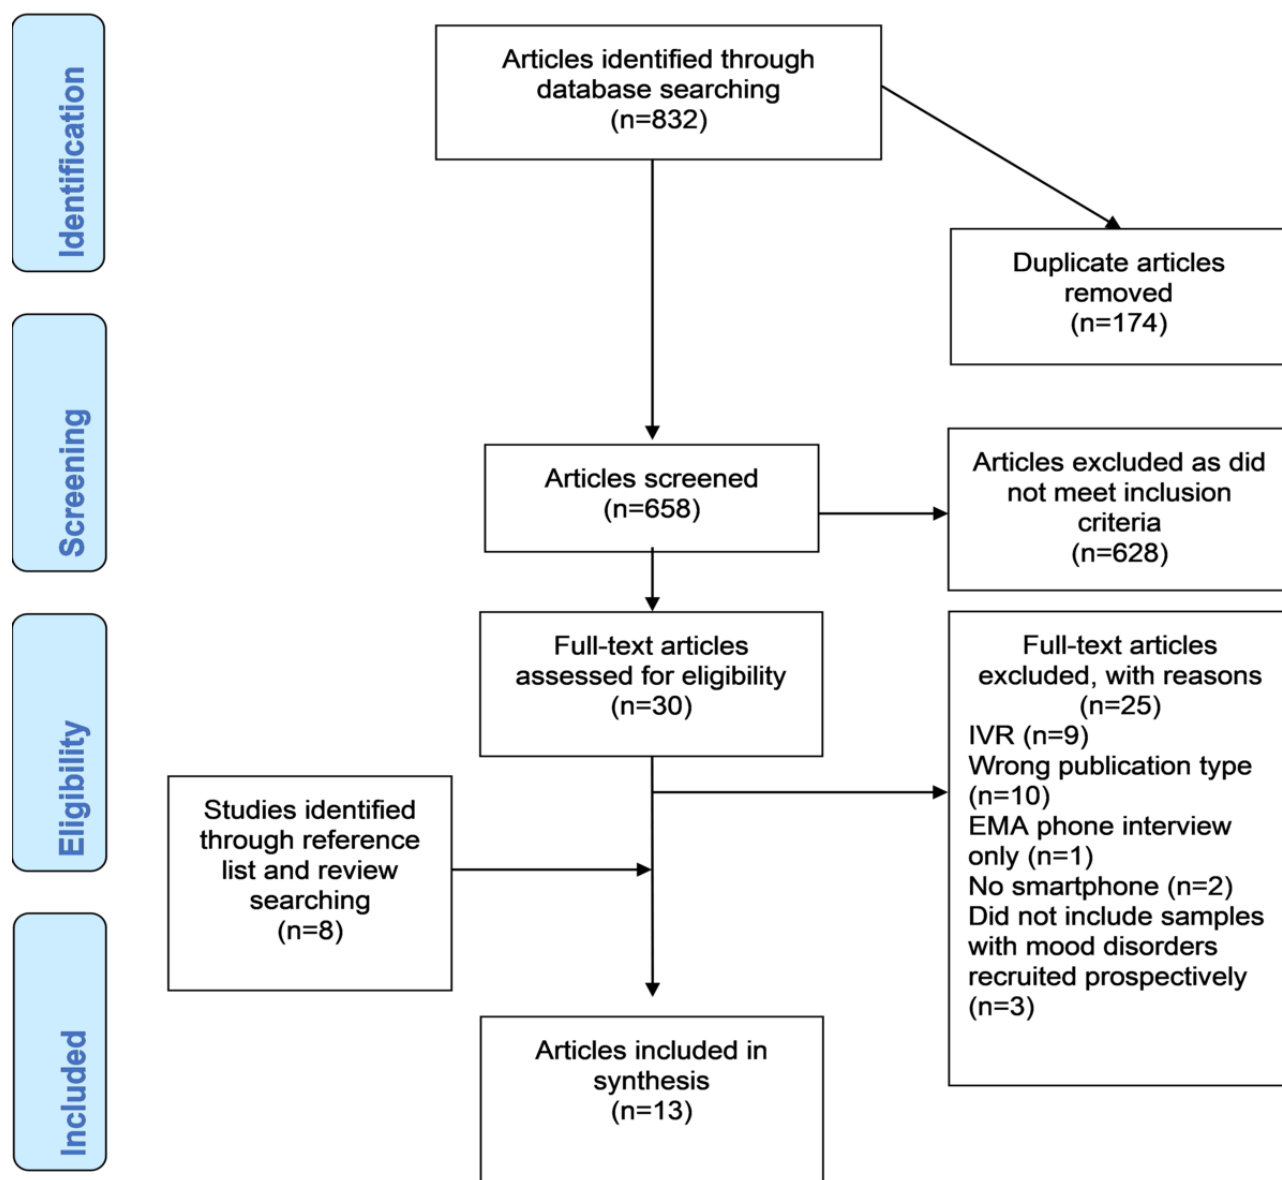 Identification
Articles identified through
database searching
(n=832)
Duplicate articles
removed
(n=174)
Screening
Articles screened
(n=658)
Articles excluded as did
not meet inclusion
criteria
(n=628)
Eligibility
Full-text articles
assessed for eligibility
(n=30)
Full-text articles
excluded, with reasons
(n=25)
IVR (n=9)
Wrong publication type
(n=10)
EMA phone interview
only (n=1)
No smartphone (n=2)
Did not include samples
with mood disorders
recruited prospectively
(n=3)
Studies identified
through reference
list and review
searching
(n=8)
Included
Articles included in
synthesis
(n=13)